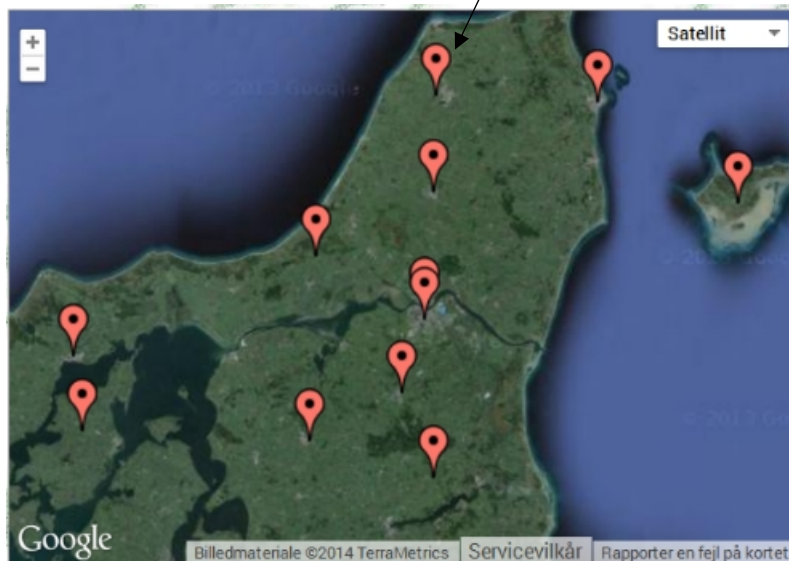 +
Satellit
−
© 2013 Google
Google
Billedmateriale ©2014 TerraMetrics
Servicevilkår
Rapporter en fejl på kortet